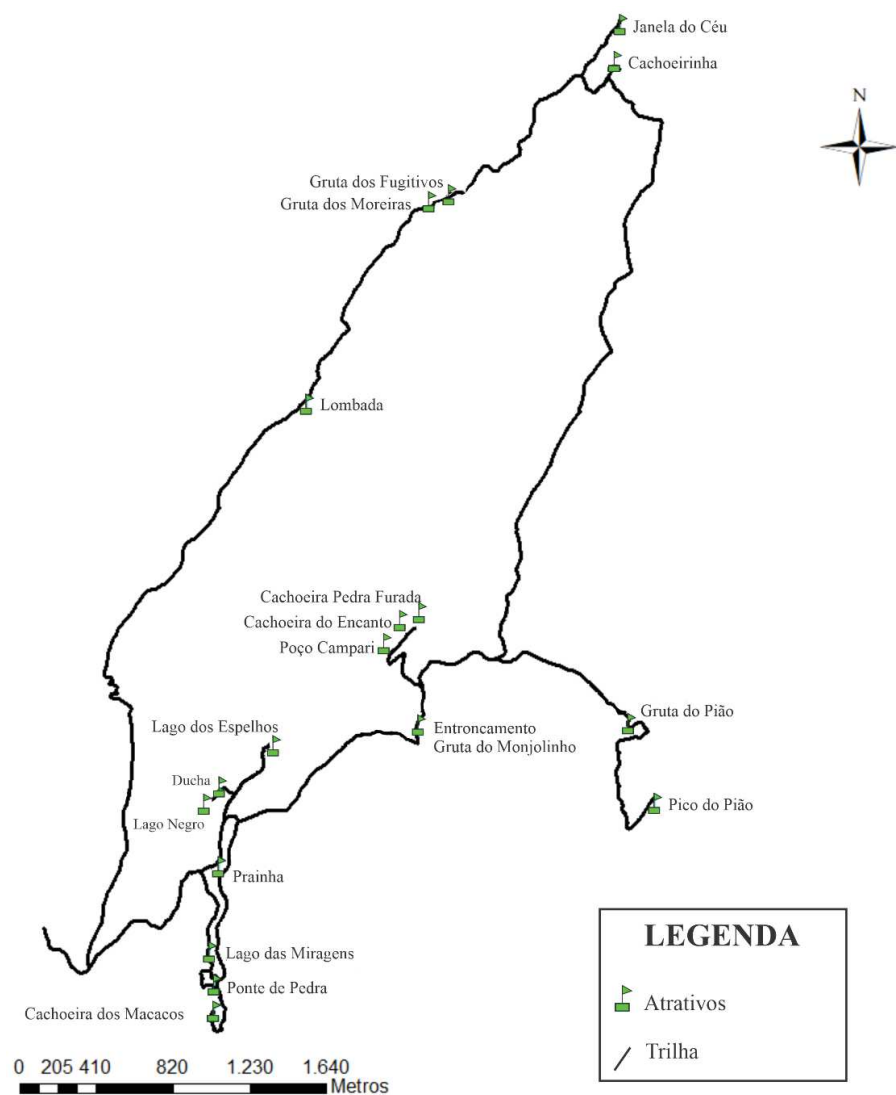 Janela do Céu
Cachoeirinha
N
Gruta dos Fugitivos
Gruta dos Moreiras
Lombada
Cachoeira Pedra Furada
Cachoeira do Encanto
Poço Campari
Gruta do Pião
Lago dos Espelhos
Entroncamento
Gruta do Monjolinho
Ducha
Pico do Pião
Lago Negro
Prainha
LEGENDA
Lago das Miragens
Ponte de Pedra
Atrativos
Cachoeira dos Macacos
Trilha
0 205 410 820 1.230 1.640
Metros